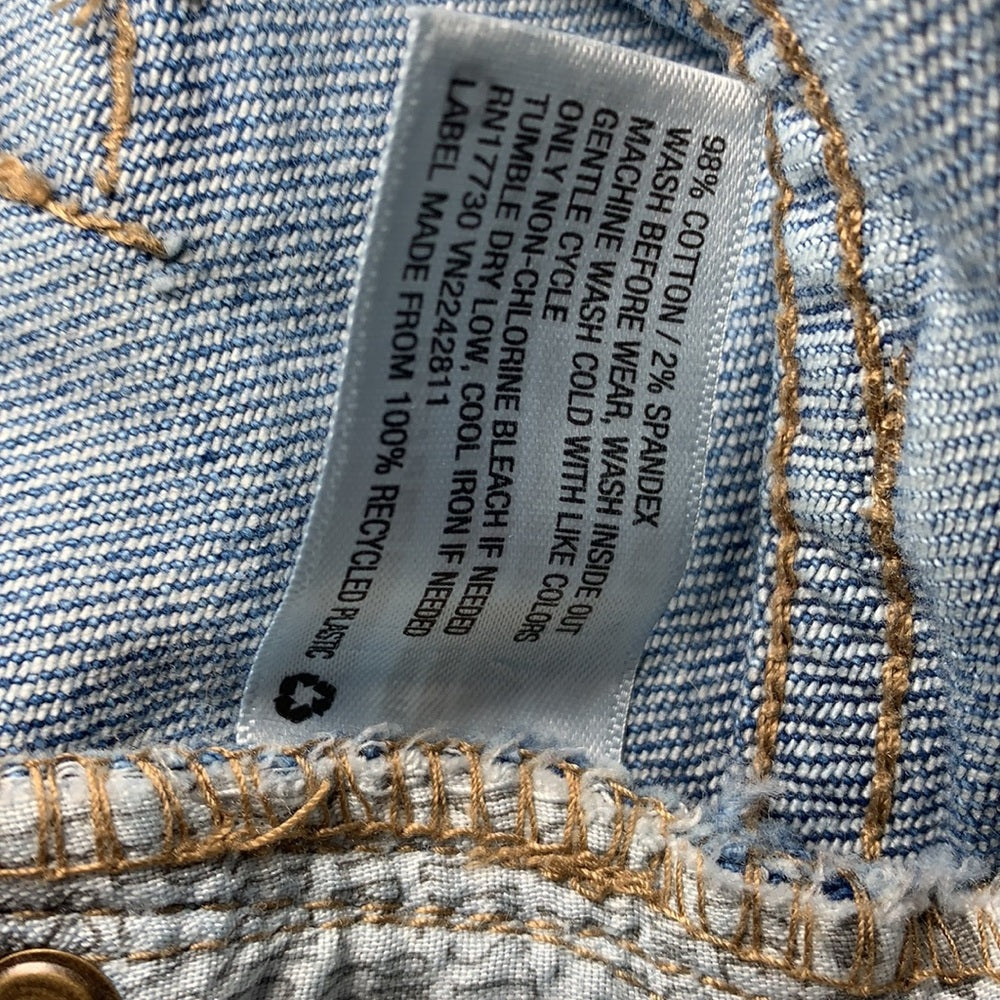 98% COTTON / 2% SPANDEX
WASH BEFORE WEAR, WASH INSIDE OUT
MACHINE WASH COLD WITH LIKE COLORS
GENTLE CYCLE
ONLY NON-CHLORINE BLEACH IF NEEDED
TUMBLE DRY LOW, COOL IRON IF NEEDED
RN17730 VN2242811
LABEL MADE FROM 100% RECYCLED PLASTIC